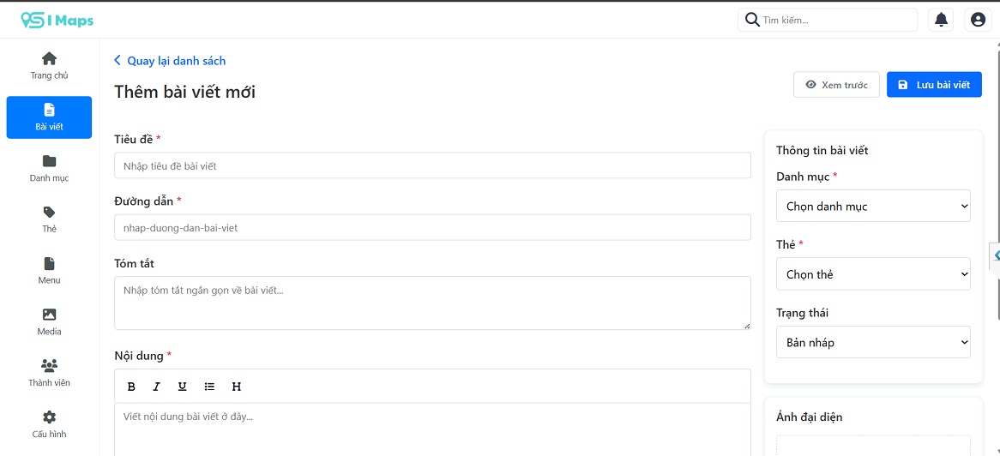 SI Maps
Tìm kiếm...
Trang chủ
Bài viết
Danh mục
Thẻ
Menu
Media
Thành viên
Cấu hình
Quay lại danh sách
Thêm bài viết mới
Xem trước
Lưu bài viết
Tiêu đề *
Nhập tiêu đề bài viết
Đường dẫn *
nhap-duong-dan-bai-viet
Tóm tắt
Nhập tóm tắt ngắn gọn về bài viết...
Nội dung *
B I U H
Viết nội dung bài viết ở đây...
Thông tin bài viết
Danh mục *
Chọn danh mục
Thẻ *
Chọn thẻ
Trạng thái
Bản nháp
Ảnh đại diện